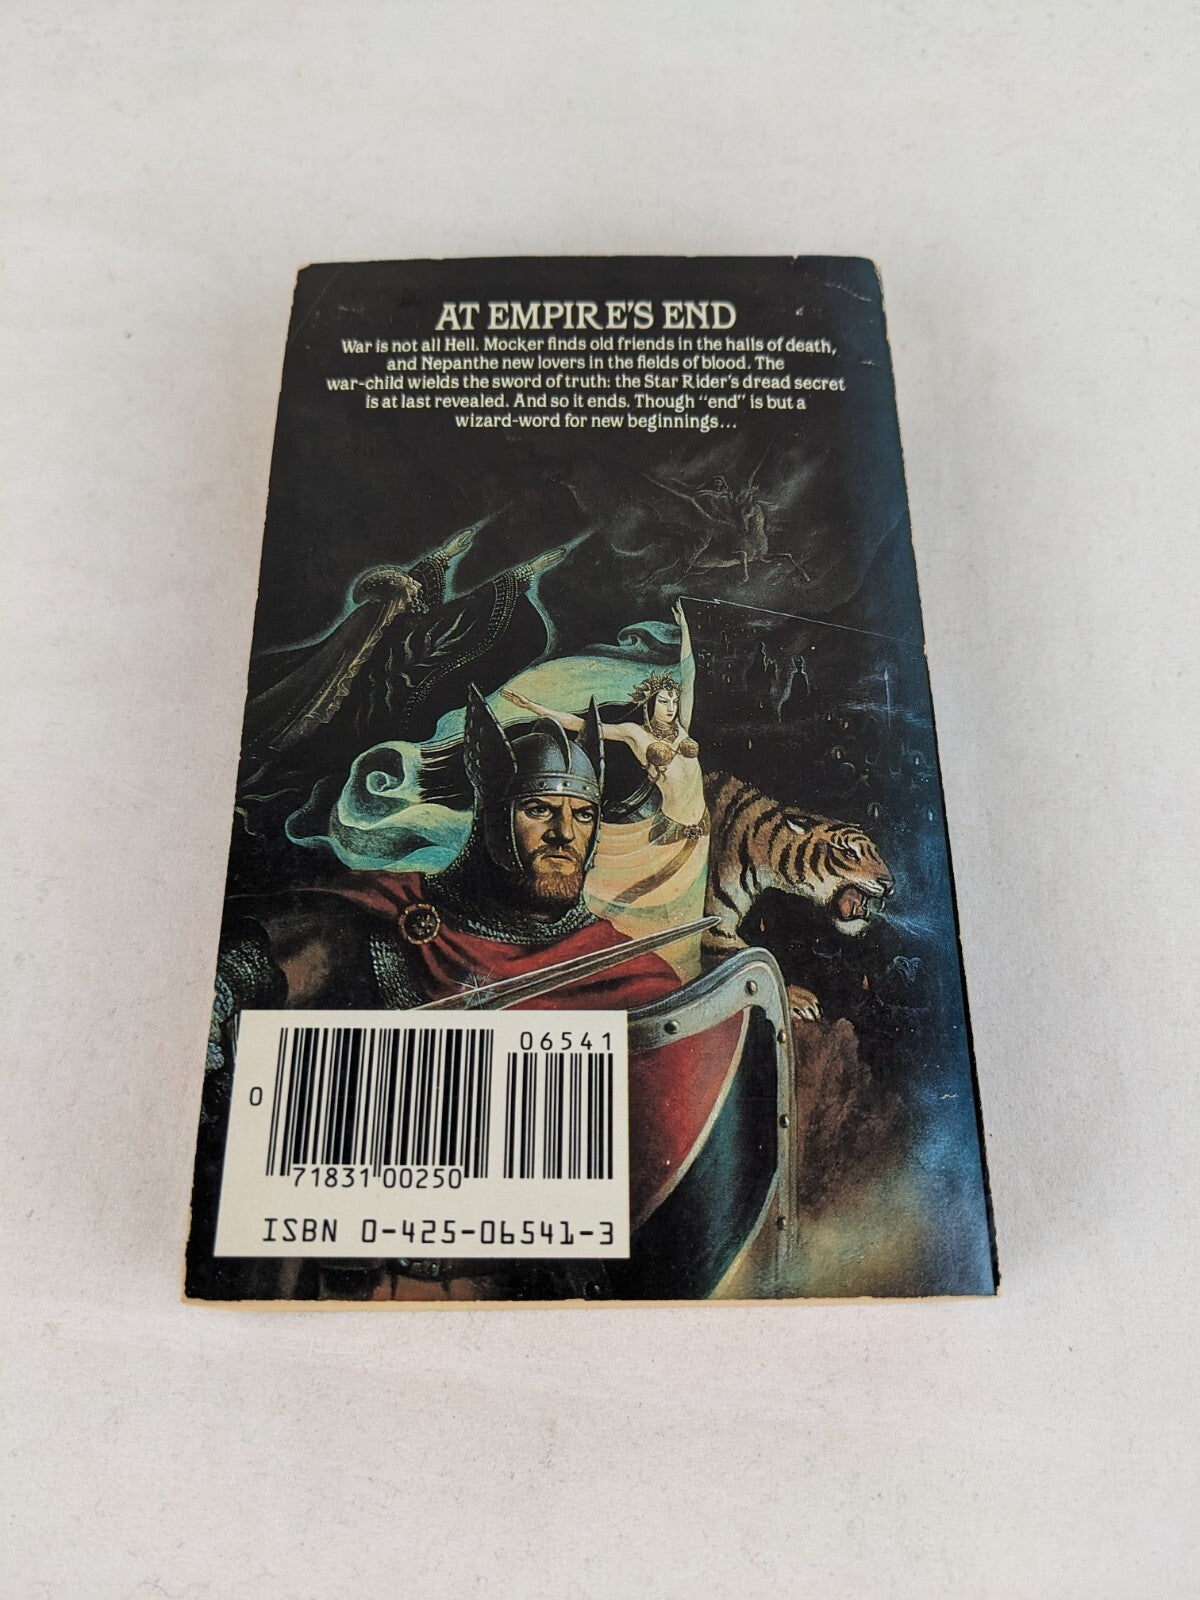 AT EMPIRE'S END
War is not all Hell. Mocker finds old friends in the halls of death,
and Nepanthe new lovers in the fields of blood. The
war-child wields the sword of truth: the Star Rider's dread secret
is at last revealed. And so it ends. Though "end" is but a
wizard-word for new beginnings...
06541
0
71831 00250
ISBN 0-425-06541-3